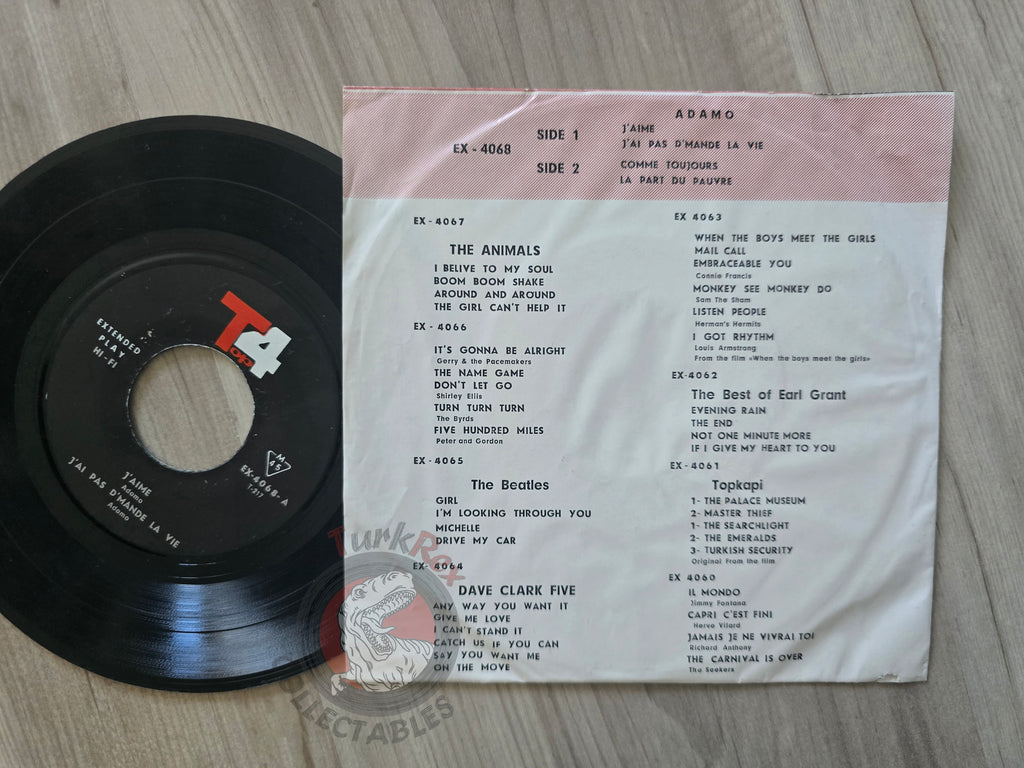 EXTENDED
PLAY
HI-FI
Top4
M
45
EX-4068-A
T-217
J'AIME
Adamo
J'AI PAS D'MANDE LA VIE
Adamo
ADAMO
EX - 4068
SIDE 1
J'AIME
J'AI PAS D'MANDE LA VIE
SIDE 2
COMME TOUJOURS
LA PART DU PAUVRE
EX - 4067
THE ANIMALS
I BELIVE TO MY SOUL
BOOM BOOM SHAKE
AROUND AND AROUND
THE GIRL CAN'T HELP IT
EX - 4066
IT'S GONNA BE ALRIGHT
Gerry & the Pacemakers
THE NAME GAME
DON'T LET GO
Shirley Ellis
TURN TURN TURN
The Byrds
FIVE HUNDRED MILES
Peter and Gordon
EX - 4065
The Beatles
GIRL
I'M LOOKING THROUGH YOU
MICHELLE
DRIVE MY CAR
EX - 4064
DAVE CLARK FIVE
ANY WAY YOU WANT IT
GIVE ME LOVE
I CAN'T STAND IT
CATCH US IF YOU CAN
SAY YOU WANT ME
ON THE MOVE
EX 4063
WHEN THE BOYS MEET THE GIRLS
MAIL CALL
EMBRACEABLE YOU
Connie Francis
MONKEY SEE MONKEY DO
Sam The Sham
LISTEN PEOPLE
Herman's Hermits
I GOT RHYTHM
Louis Armstrong
From the film «When the boys meet the girls»
EX-4062
The Best of Earl Grant
EVENING RAIN
THE END
NOT ONE MINUTE MORE
IF I GIVE MY HEART TO YOU
EX - 4061
Topkapi
1- THE PALACE MUSEUM
2- MASTER THIEF
1- THE SEARCHLIGHT
2- THE EMERALDS
3- TURKISH SECURITY
Original From the film
EX 4060
IL MONDO
Jimmy Fontana
CAPRI C'EST FINI
Herve Vilard
JAMAIS JE NE VIVRAI TOI
Richard Anthony
THE CARNIVAL IS OVER
The Seekers
TurkRex
COLLECTABLES